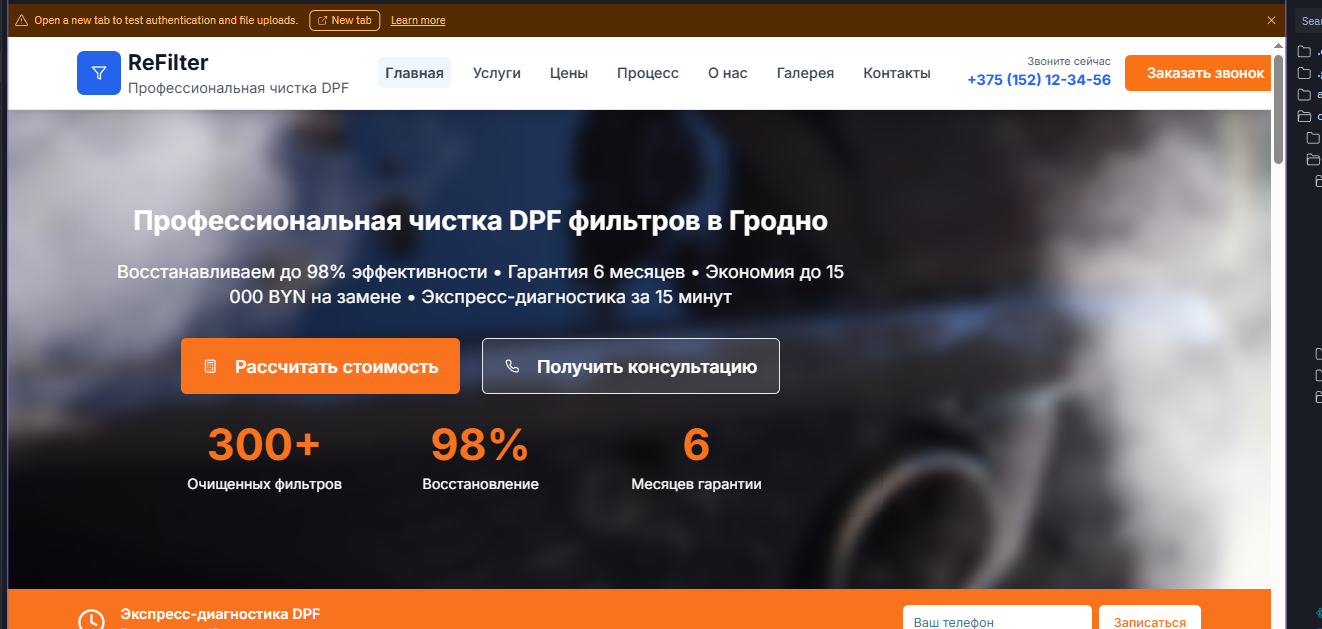 Open a new tab to test authentication and file uploads. New tab Learn more
ReFilter
Профессиональная чистка DPF
Главная Услуги Цены Процесс О нас Галерея Контакты
Звоните сейчас
+375 (152) 12-34-56
Заказать звонок
Профессиональная чистка DPF фильтров в Гродно
Восстанавливаем до 98% эффективности • Гарантия 6 месяцев • Экономия до 15
000 BYN на замене • Экспресс-диагностика за 15 минут
Рассчитать стоимость
Получить консультацию
300+ 98% 6
Очищенных фильтров Восстановление Месяцев гарантии
Экспресс-диагностика DPF
Ваш телефон
Записаться